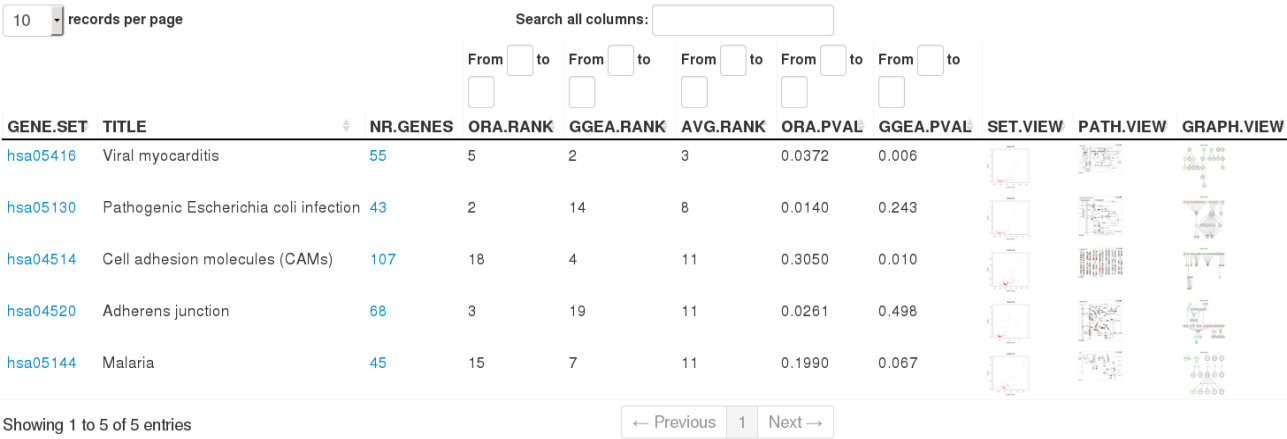 10 records per page Search all columns:
From to From to From to From to From to
GENE.SET TITLE NR.GENES ORA.RANK GGEA.RANK AVG.RANK ORA.PVAL GGEA.PVAL SET.VIEW PATH.VIEW GRAPH.VIEW
hsa05416 Viral myocarditis 55 5 2 3 0.0372 0.006
hsa05130 Pathogenic Escherichia coli infection 43 2 14 8 0.0140 0.243
hsa04514 Cell adhesion molecules (CAMs) 107 18 4 11 0.3050 0.010
hsa04520 Adherens junction 68 3 19 11 0.0261 0.498
hsa05144 Malaria 45 15 7 11 0.1990 0.067
Showing 1 to 5 of 5 entries ← Previous 1 Next →